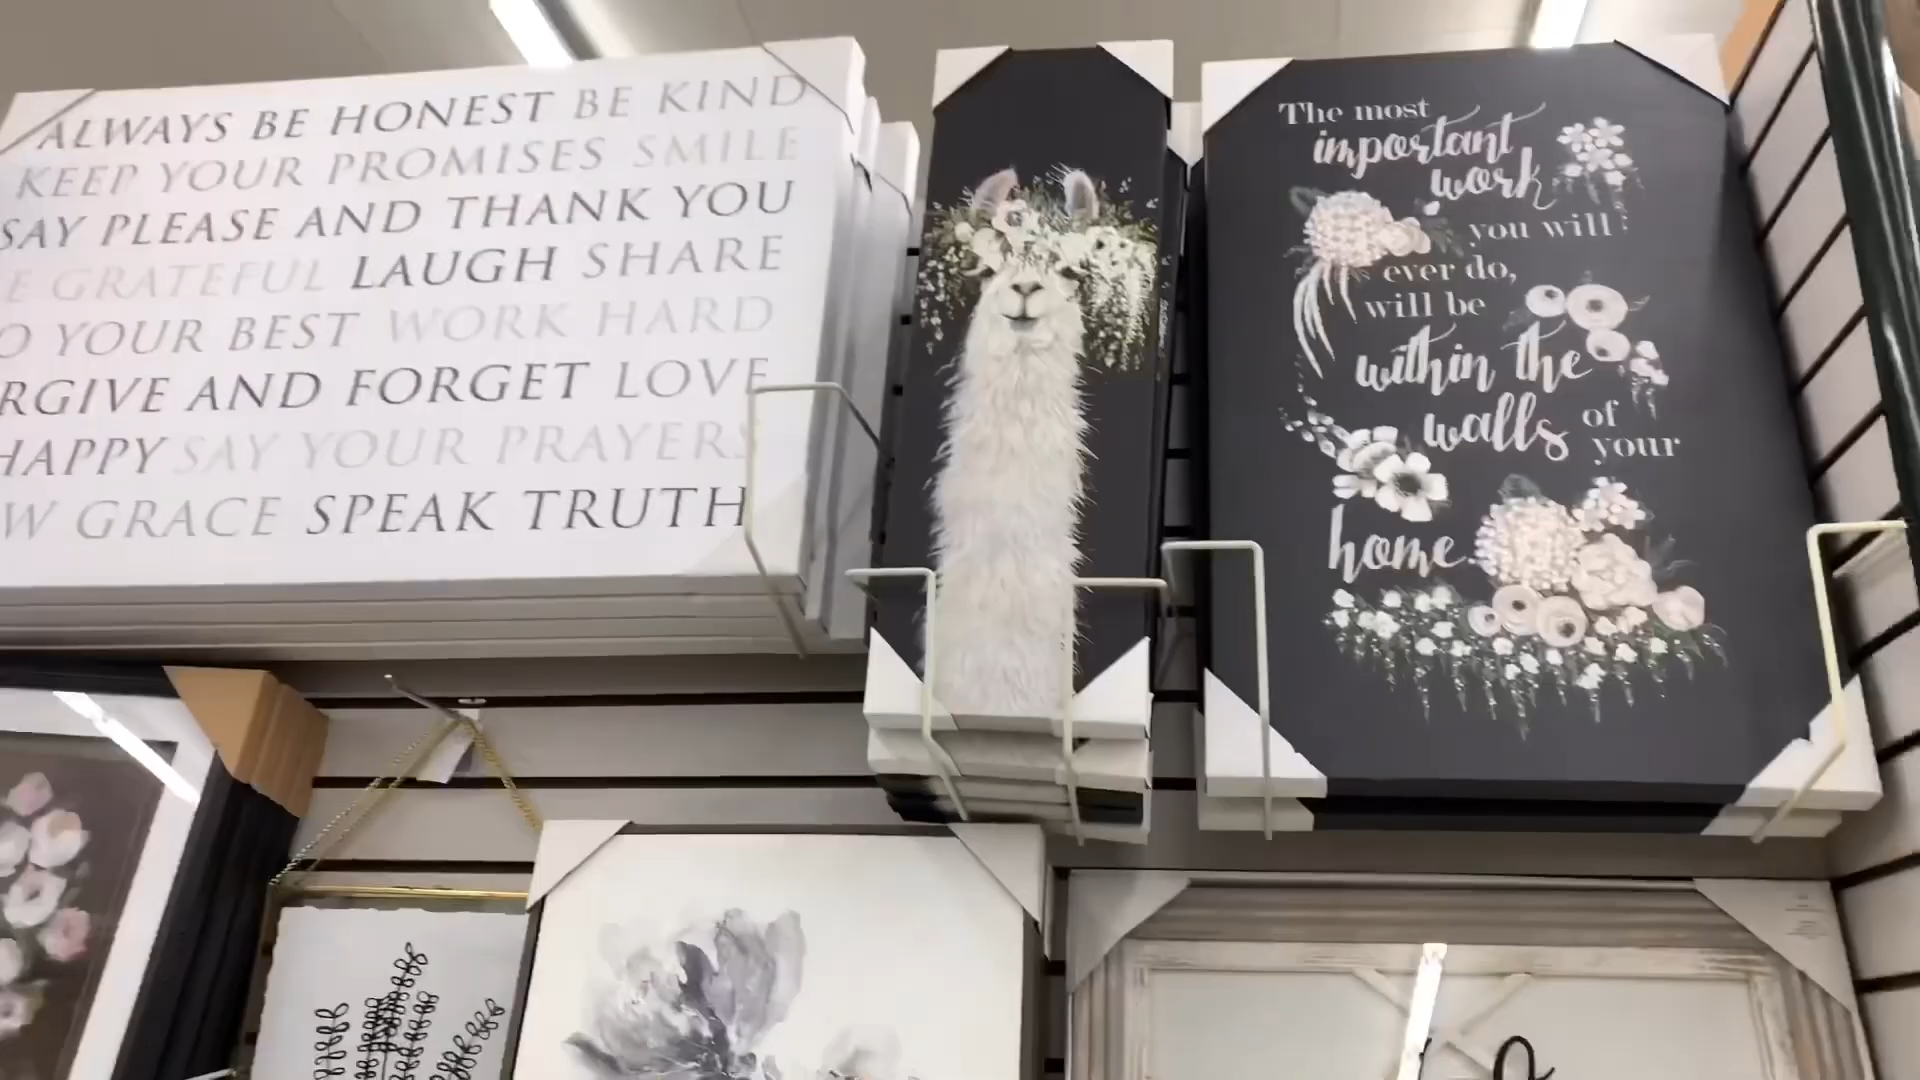 ALWAYS BE HONEST BE KIND
KEEP YOUR PROMISES SMILE
SAY PLEASE AND THANK YOU
GRATEFUL LAUGH SHARE
YOUR BEST WORK HARD
AND FORGET LOVE
HAPPY SAY YOUR PRAYERS
GRACE SPEAK TRUTH
The most
important
work
you will
ever do,
will be
within the
walls of
your
home